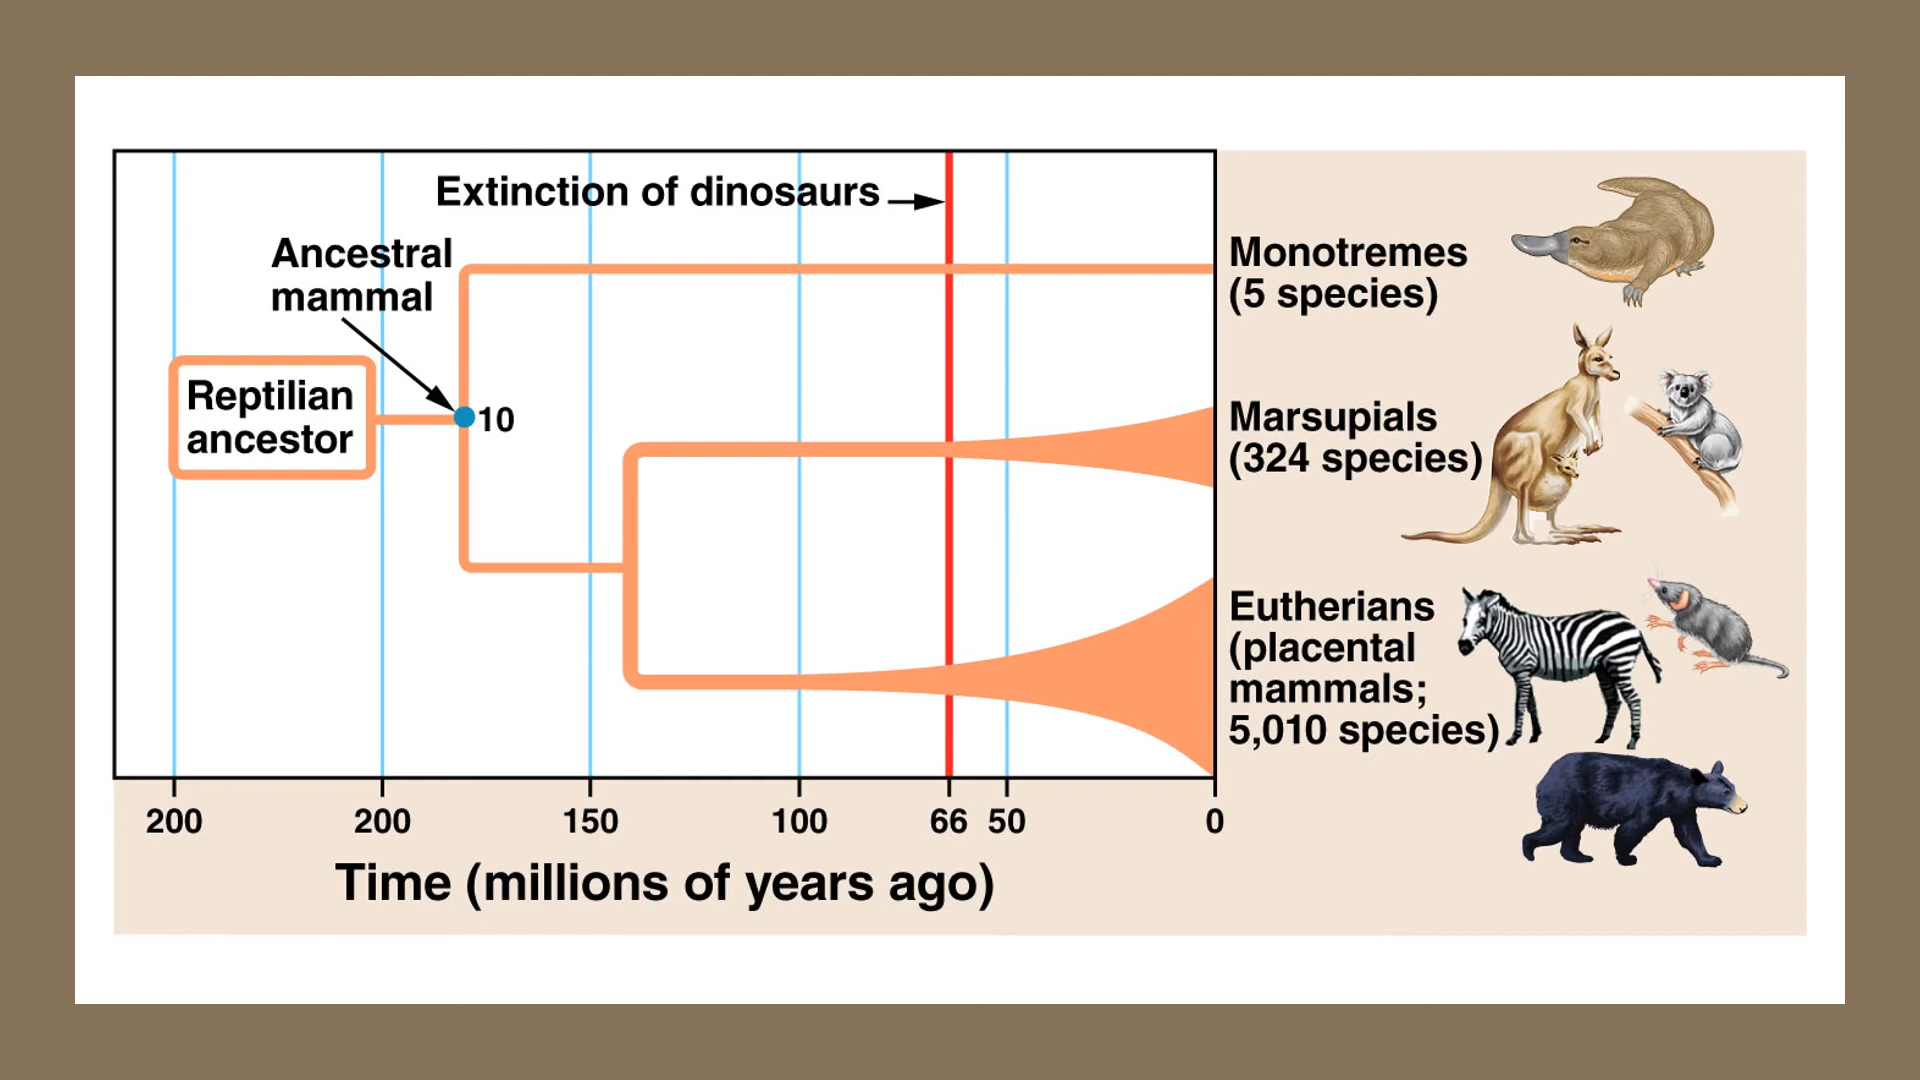 Extinction of dinosaurs
Ancestral
mammal
Reptilian
ancestor
10
Monotremes
(5 species)
Marsupials
(324 species)
Eutherians
(placental
mammals;
5,010 species)
200 200 150 100 66 50 0
Time (millions of years ago)